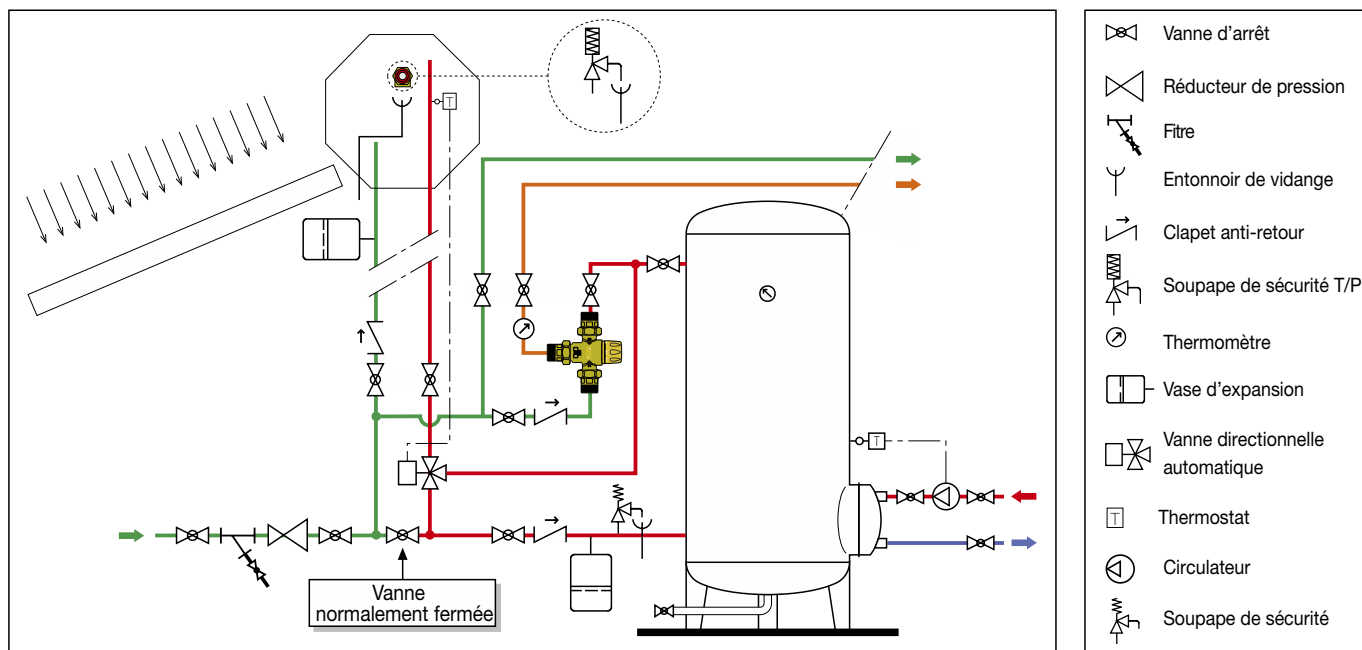 T
T
Vanne
normalement fermée
Vanne d'arrêt
Réducteur de pression
Fitre
Entonnoir de vidange
Clapet anti-retour
Soupape de sécurité T/P
Thermomètre
Vase d'expansion
Vanne directionnelle
automatique
T
Thermostat
Circulateur
Soupape de sécurité